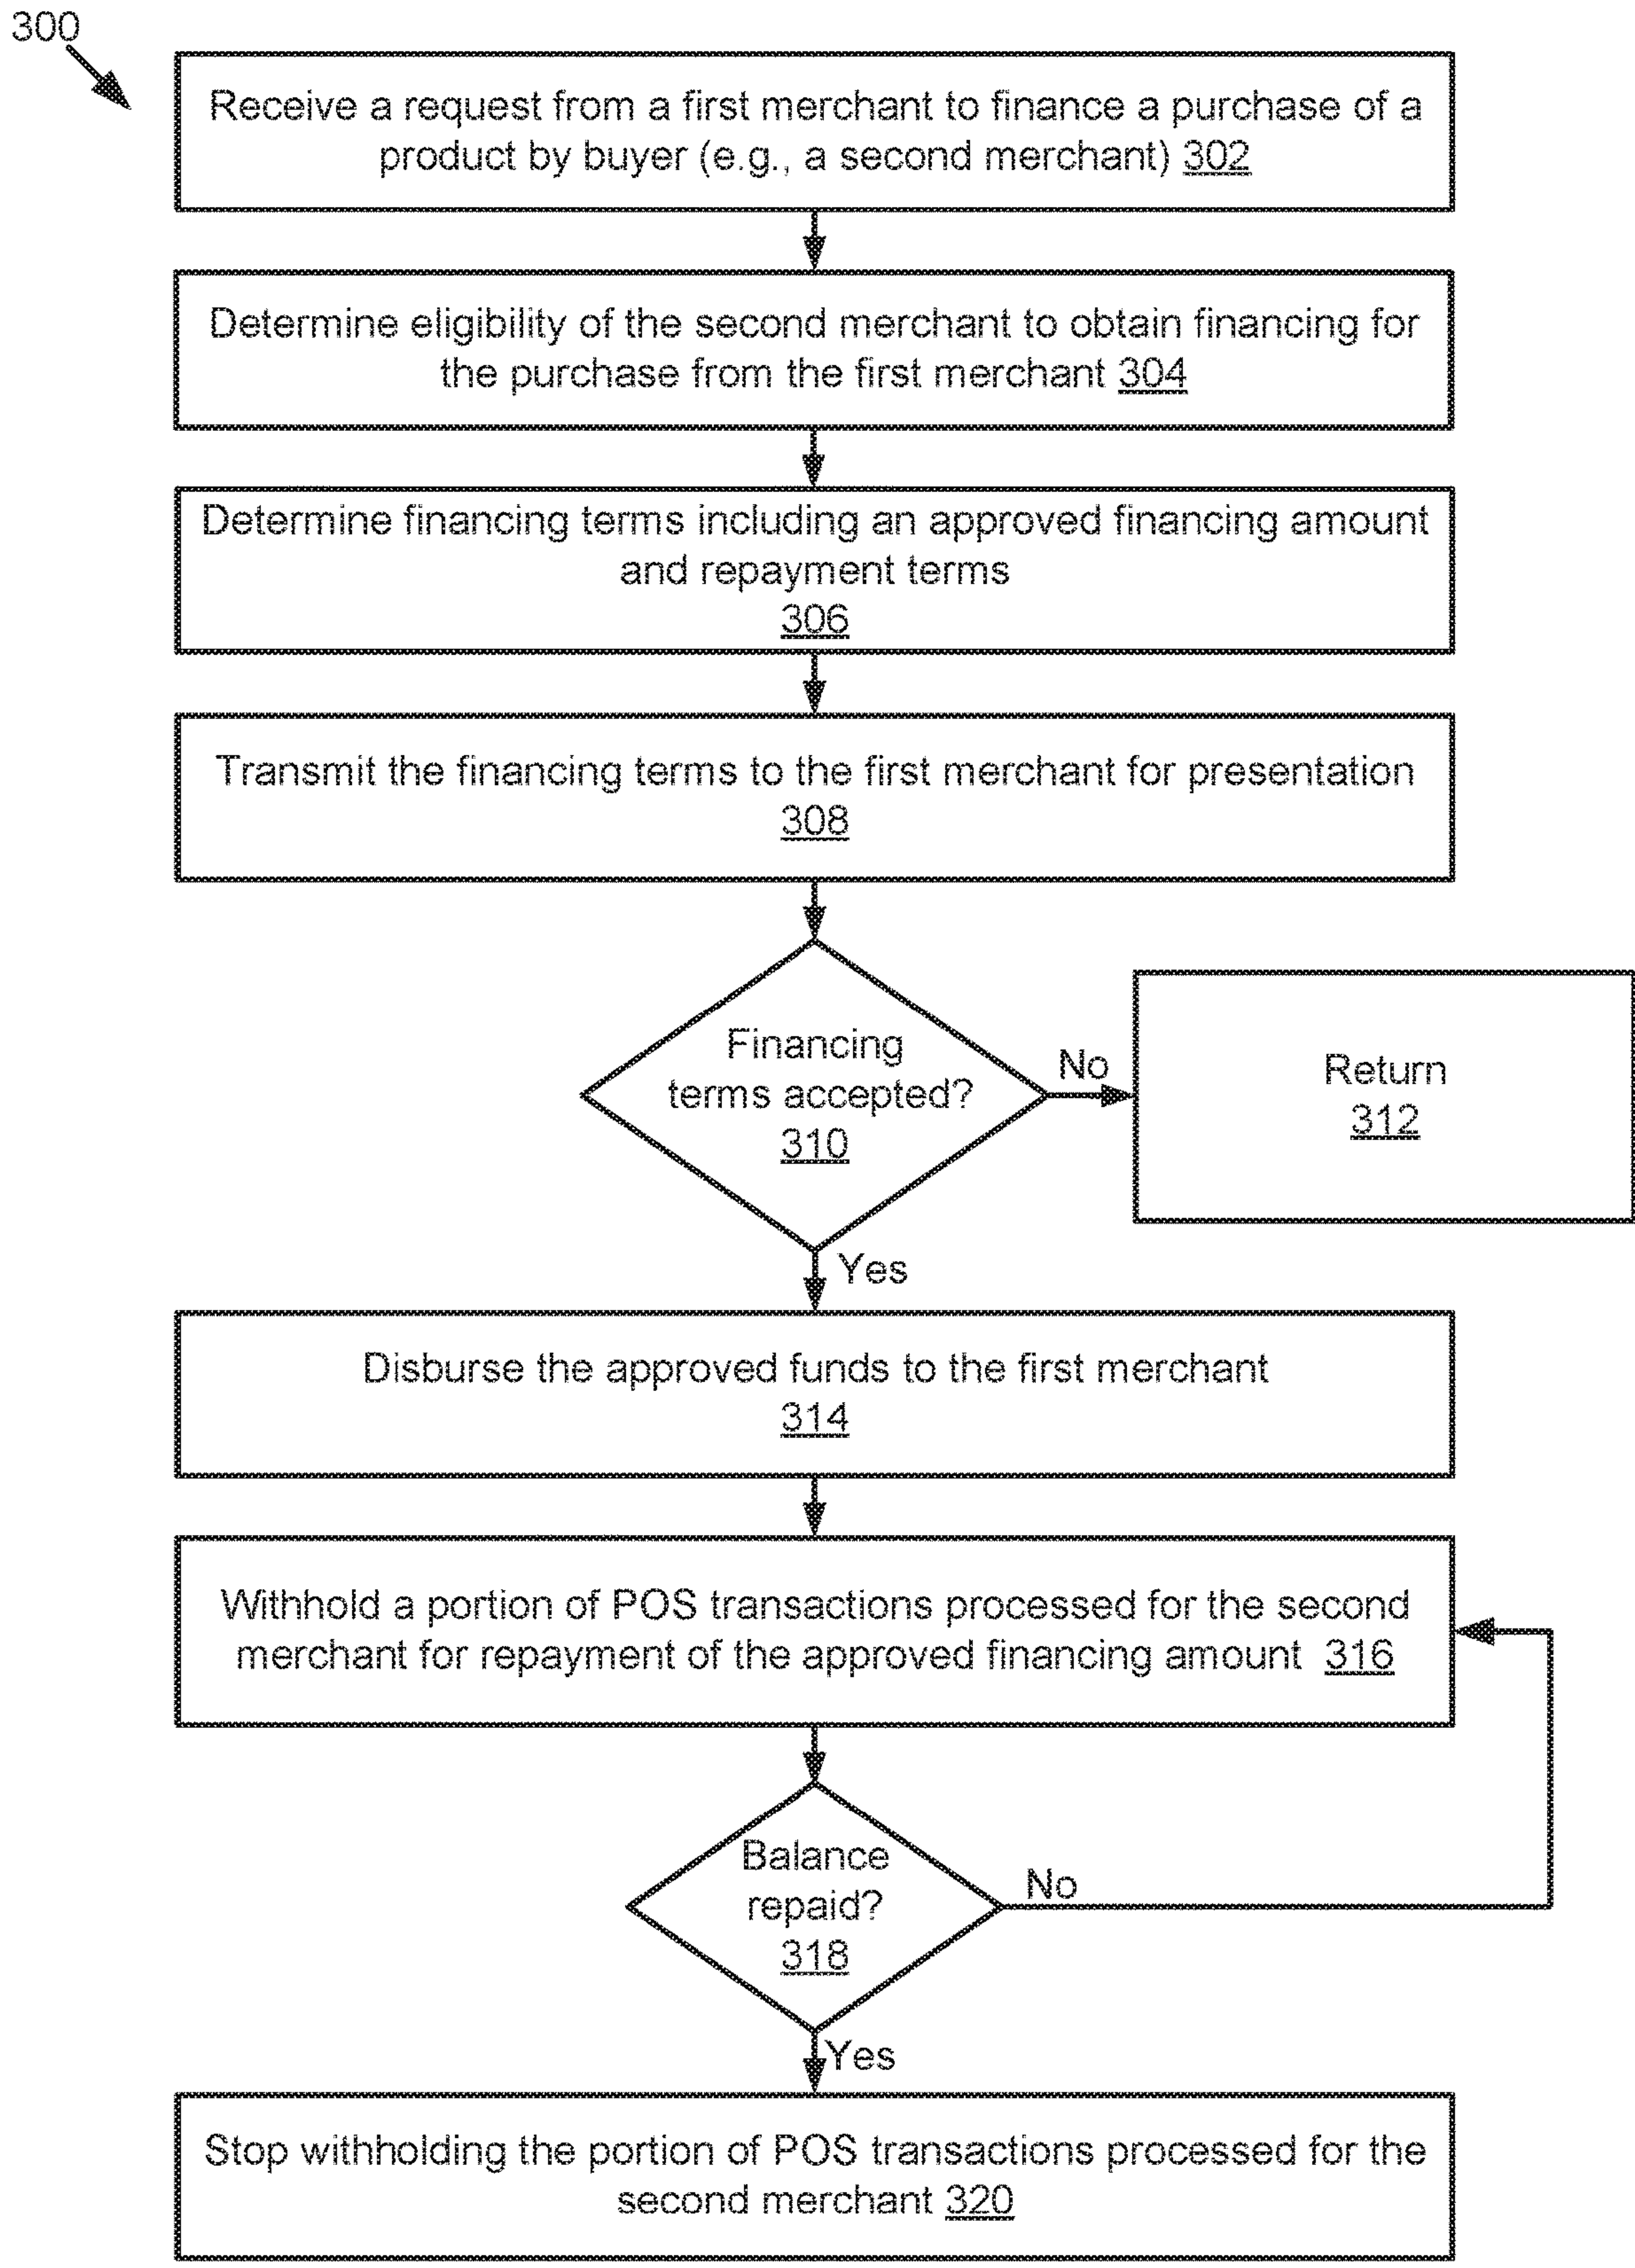 300
Receive a request from a first merchant to finance a purchase of a
product by buyer (e.g., a second merchant) 302
Determine eligibility of the second merchant to obtain financing for
the purchase from the first merchant 304
Determine financing terms including an approved financing amount
and repayment terms
306
Transmit the financing terms to the first merchant for presentation
308
Financing
terms accepted?
310
No
Return
312
Yes
Disburse the approved funds to the first merchant
314
Withhold a portion of POS transactions processed for the second
merchant for repayment of the approved financing amount 316
Balance
repaid?
318
No
Yes
Stop withholding the portion of POS transactions processed for the
second merchant 320